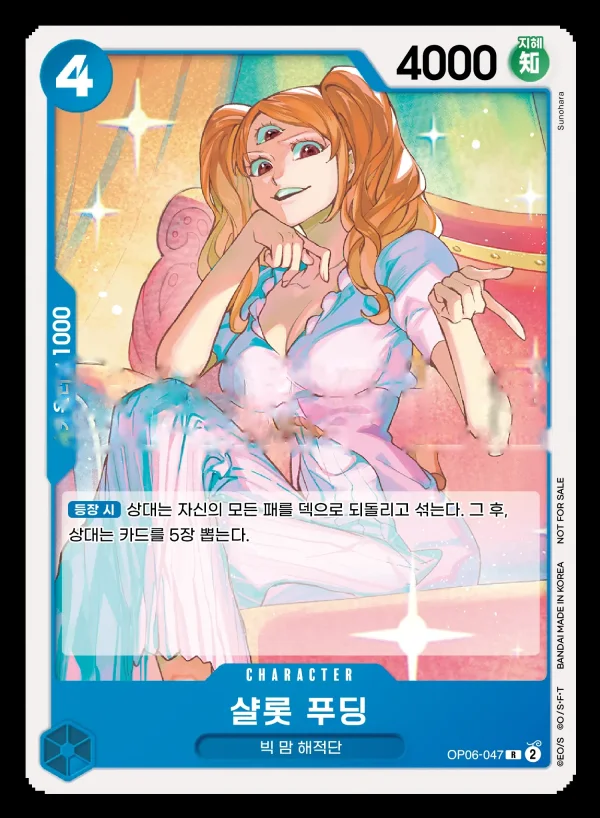 4
4000
지혜
知
Sunohara
1000
등장 시 상대는 자신의 모든 패를 덱으로 되돌리고 섞는다. 그 후,
상대는 카드를 5장 뽑는다.
CHARACTER
샬롯 푸딩
빅 맘 해적단
OP06-047 R 2
©EO/S ©O/S・F・T BANDAI MADE IN KOREA NOT FOR SALE